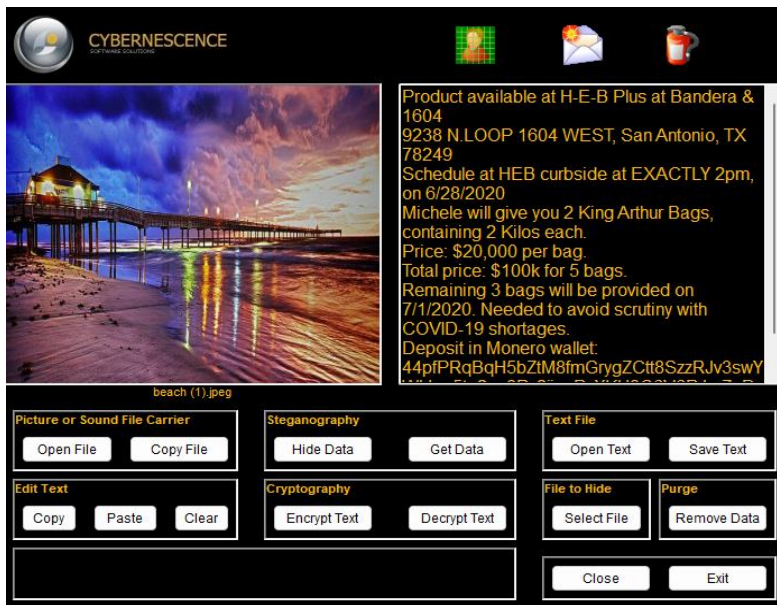 CYBERNESCENCE
SOFTWARE SOLUTIONS
Product available at H-E-B Plus at Bandera &
1604
9238 N.LOOP 1604 WEST, San Antonio, TX
78249
Schedule at HEB curbside at EXACTLY 2pm,
on 6/28/2020
Michele will give you 2 King Arthur Bags,
containing 2 Kilos each.
Price: $20,000 per bag.
Total price: $100k for 5 bags.
Remaining 3 bags will be provided on
7/1/2020. Needed to avoid scrutiny with
COVID-19 shortages.
Deposit in Monero wallet:
44pfPRqBqH5bZtM8fmGrygZCtt8SzzRJv3swY
beach (1).jpeg
Picture or Sound File Carrier
Open File
Copy File
Steganography
Hide Data
Get Data
Text File
Open Text
Save Text
Edit Text
Copy
Paste
Clear
Cryptography
Encrypt Text
Decrypt Text
File to Hide
Select File
Purge
Remove Data
Close
Exit